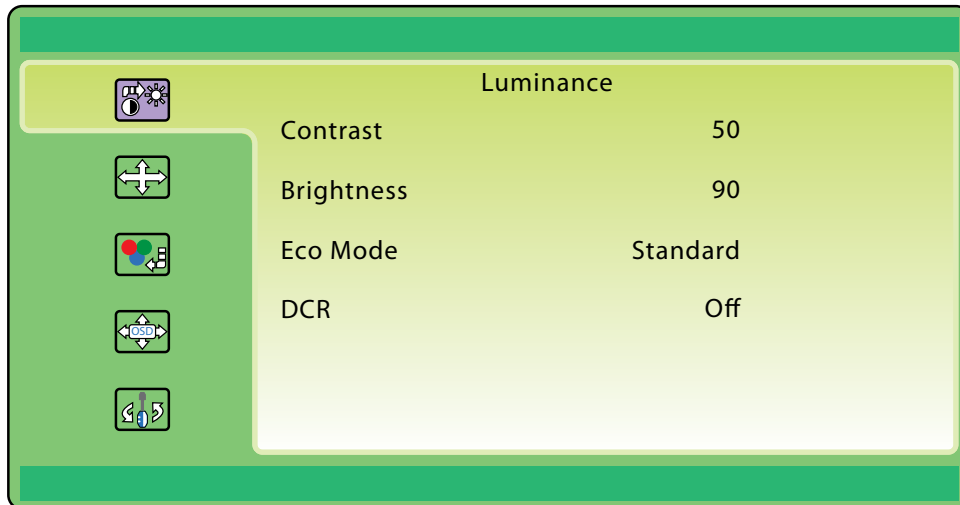 Luminance
Contrast 50
Brightness 90
Eco Mode Standard
DCR Off
OSD